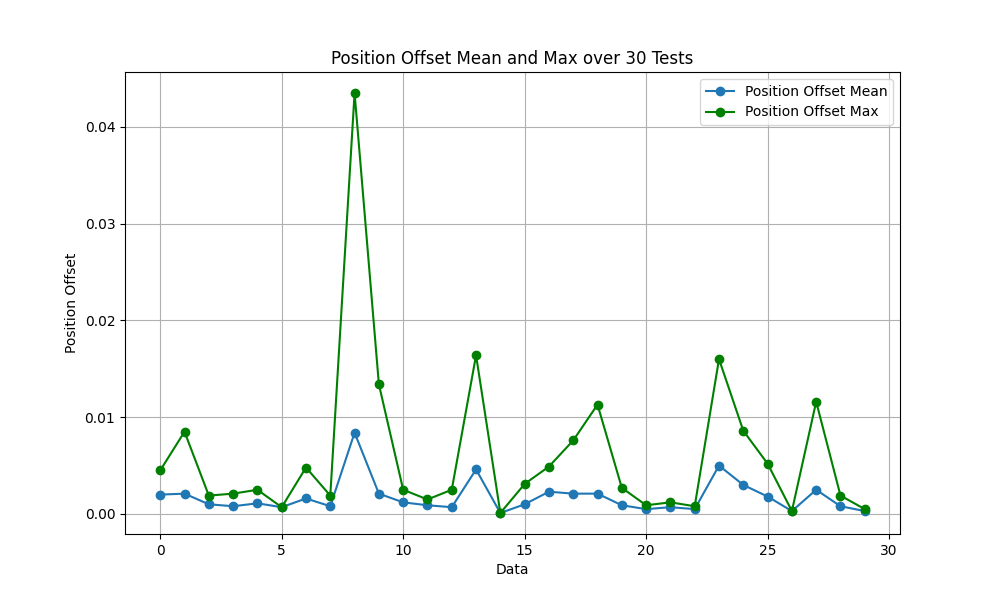 Position Offset Mean and Max over 30 Tests
Position Offset Mean
Position Offset Max
Position Offset
0.04
0.03
0.02
0.01
0.00
0 5 10 15 20 25 30
Data